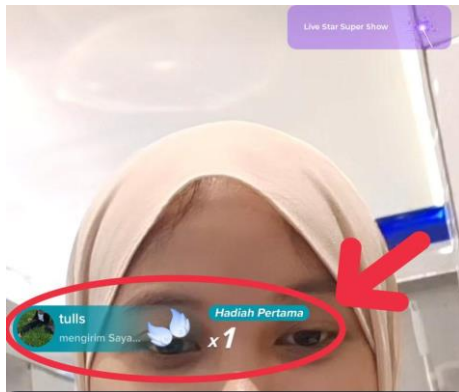 Live Star Super Show
tulls
mengirim Saya...
Hadiah Pertama
x1